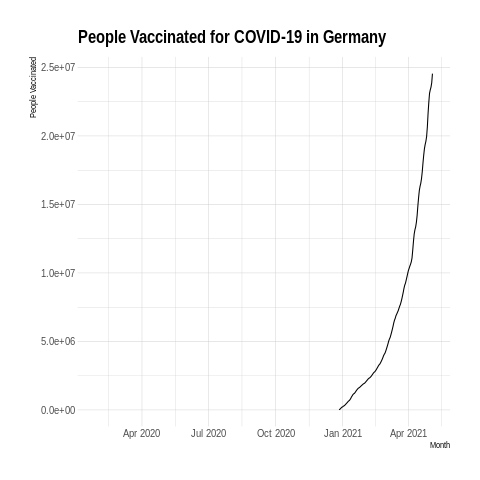 People Vaccinated for COVID-19 in Germany
People Vaccinated
2.5e+07
2.0e+07
1.5e+07
1.0e+07
5.0e+06
0.0e+00
Apr 2020 Jul 2020 Oct 2020 Jan 2021 Apr 2021
Month